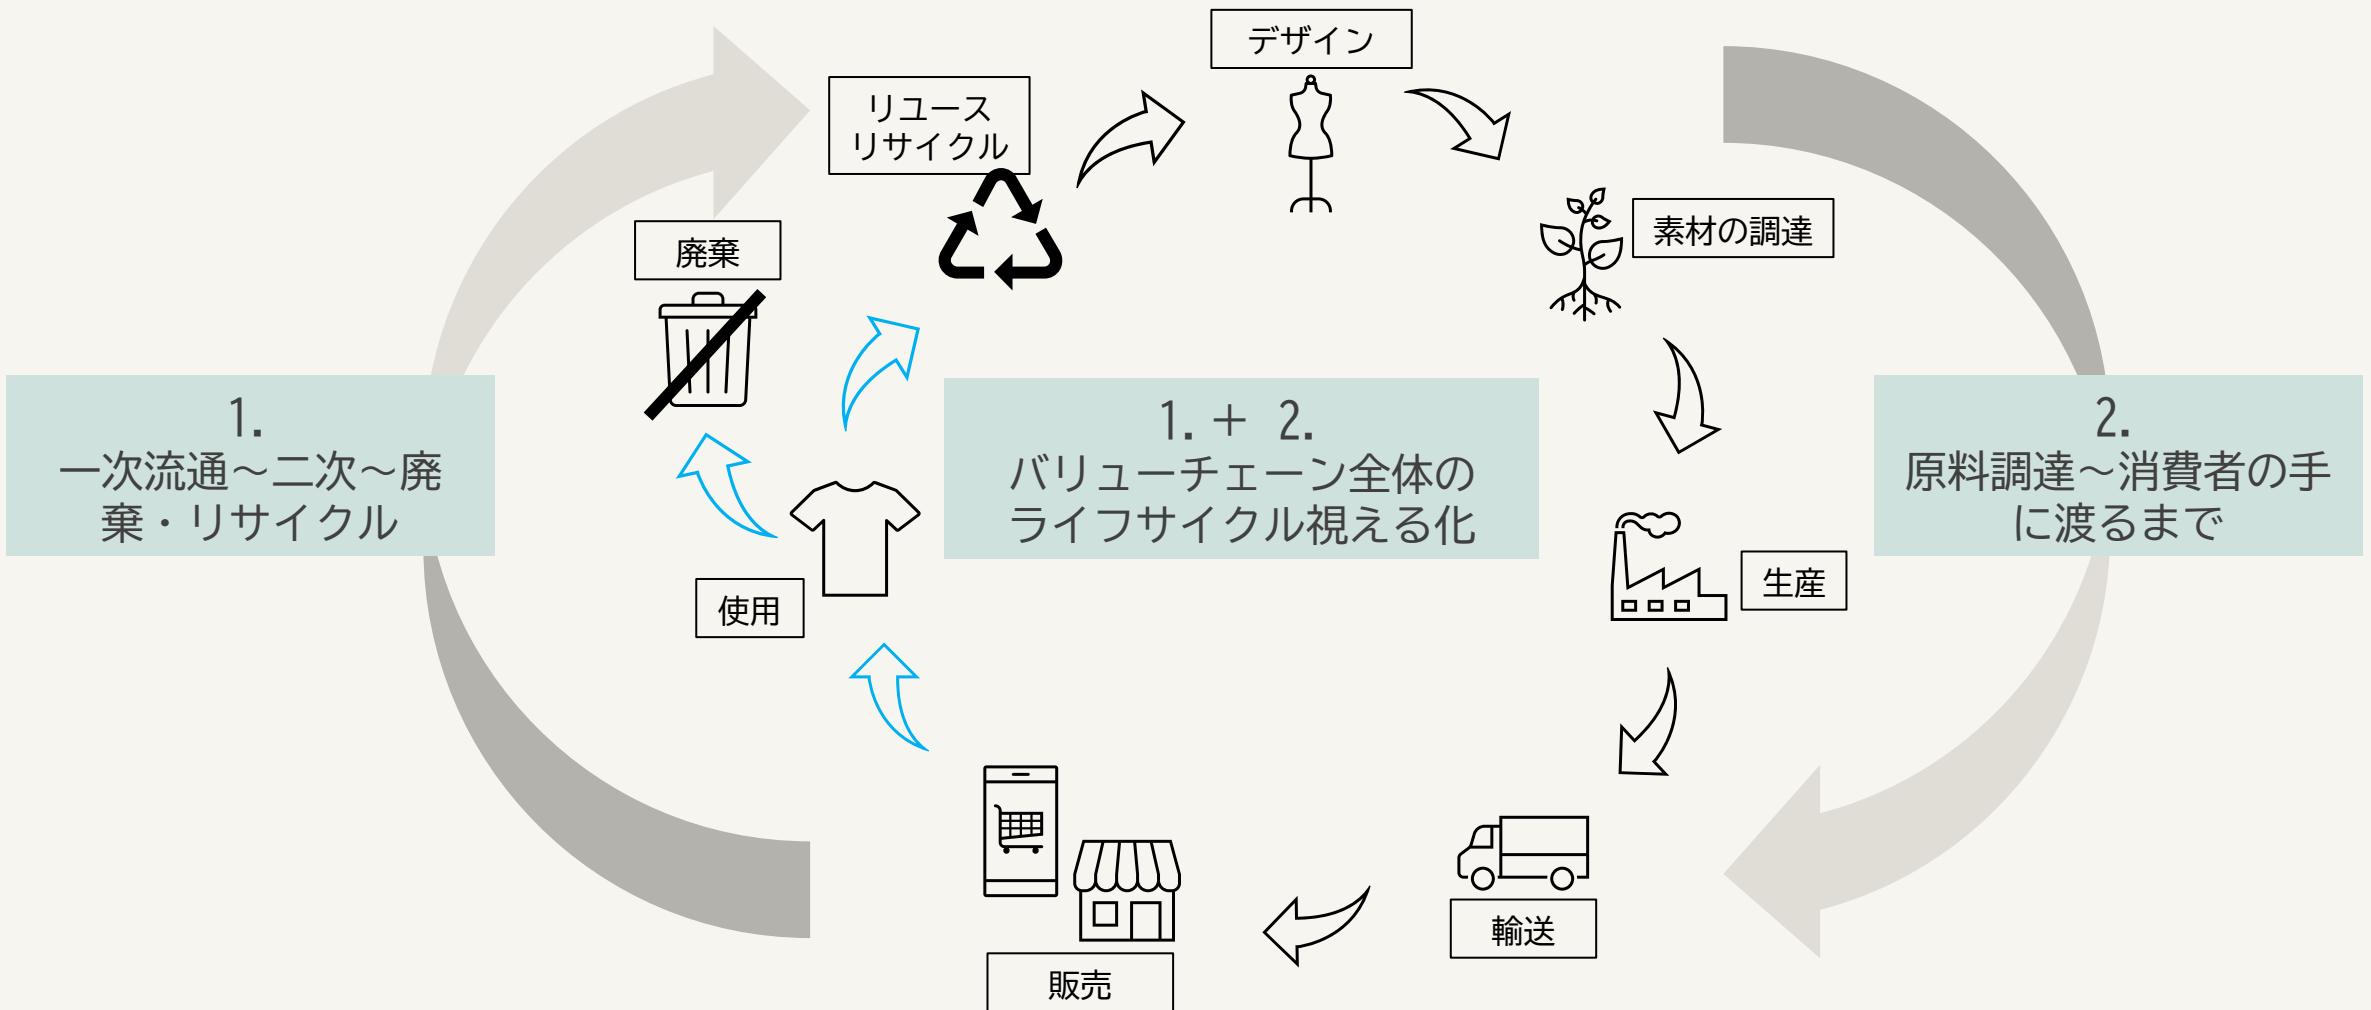 デザイン
リユース
リサイクル
素材の調達
廃棄
1.
一次流通～二次～廃
棄・リサイクル
1.＋ 2.
バリューチェーン全体の
ライフサイクル視える化
2.
原料調達～消費者の手
に渡るまで
生産
使用
輸送
販売